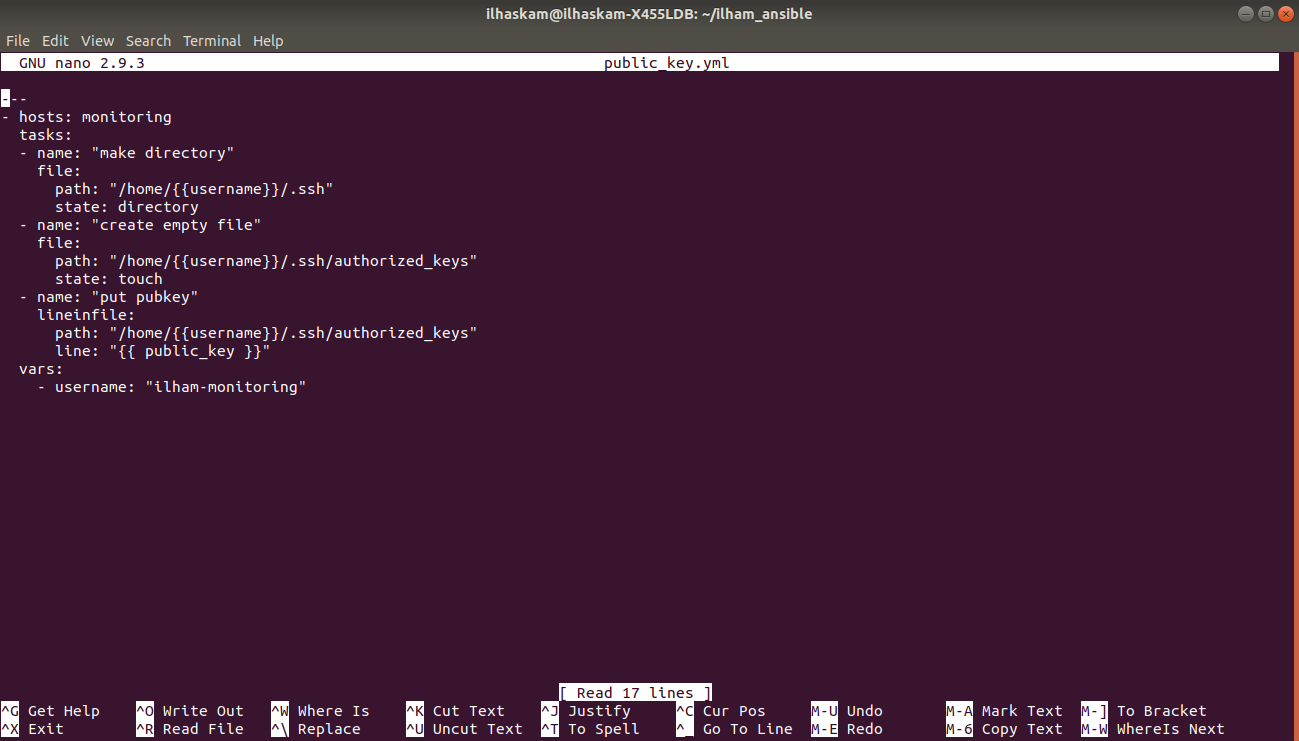 ilhaskam@ilhaskam-X455LDB: ~/ilham_ansible
File Edit View Search Terminal Help
GNU nano 2.9.3 public_key.yml
---
- hosts: monitoring
  tasks:
  - name: "make directory"
    file:
      path: "/home/{{username}}/.ssh"
      state: directory
  - name: "create empty file"
    file:
      path: "/home/{{username}}/.ssh/authorized_keys"
      state: touch
  - name: "put pubkey"
    lineinfile:
      path: "/home/{{username}}/.ssh/authorized_keys"
      line: "{{ public_key }}"
  vars:
    - username: "ilham-monitoring"
[ Read 17 lines ]
^G Get Help ^O Write Out ^W Where Is ^K Cut Text ^J Justify ^C Cur Pos M-U Undo M-A Mark Text M-] To Bracket
^X Exit ^R Read File ^\ Replace ^U Uncut Text ^T To Spell ^_ Go To Line M-E Redo M-6 Copy Text M-W WhereIs Next